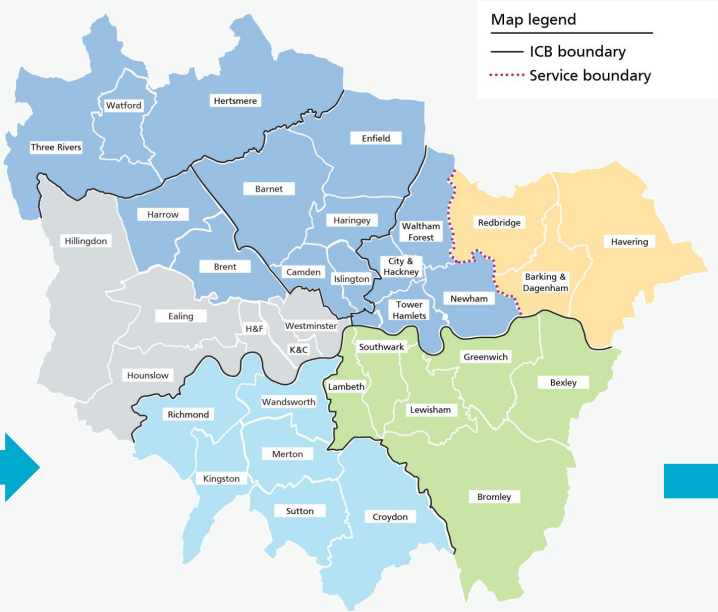 Map legend
ICB boundary
Service boundary
Watford
Hertsmere
Three Rivers
Enfield
Barnet
Harrow
Haringey
Redbridge
Waltham
Forest
Hillingdon
Havering
Brent
Camden
Islington
City &
Hackney
Barking &
Dagenham
Newham
Tower
Hamlets
Ealing
H&F
Westminster
K&C
Southwark
Greenwich
Hounslow
Lambeth
Bexley
Wandsworth
Richmond
Lewisham
Merton
Kingston
Bromley
Sutton
Croydon